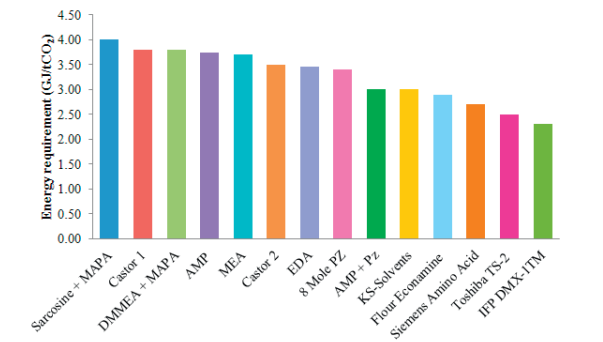 Energy requirement (GJ/tCO₂)
4.50
4.00
3.50
3.00
2.50
2.00
1.50
1.00
0.50
0.00
Sarcosine + MAPA
Castor 1
DMMEA + MAPA
AMP
MEA
Castor 2
EDA
8 Mole PZ
AMP + Pz
KS-Solvents
Flour Econamine
Siemens Amino Acid
Toshiba TS-2
IFP DMX-1TM